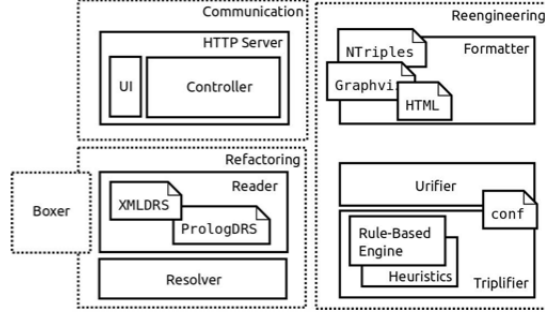 Communication
HTTP Server
UI
Controller
Refactoring
Boxer
Reader
XMLDRS
PrologDRS
Resolver
Reengineering
NTriples
Formatter
Graphvi
HTML
Urifier
conf
Rule-Based
Engine
Heuristics
Triplifier